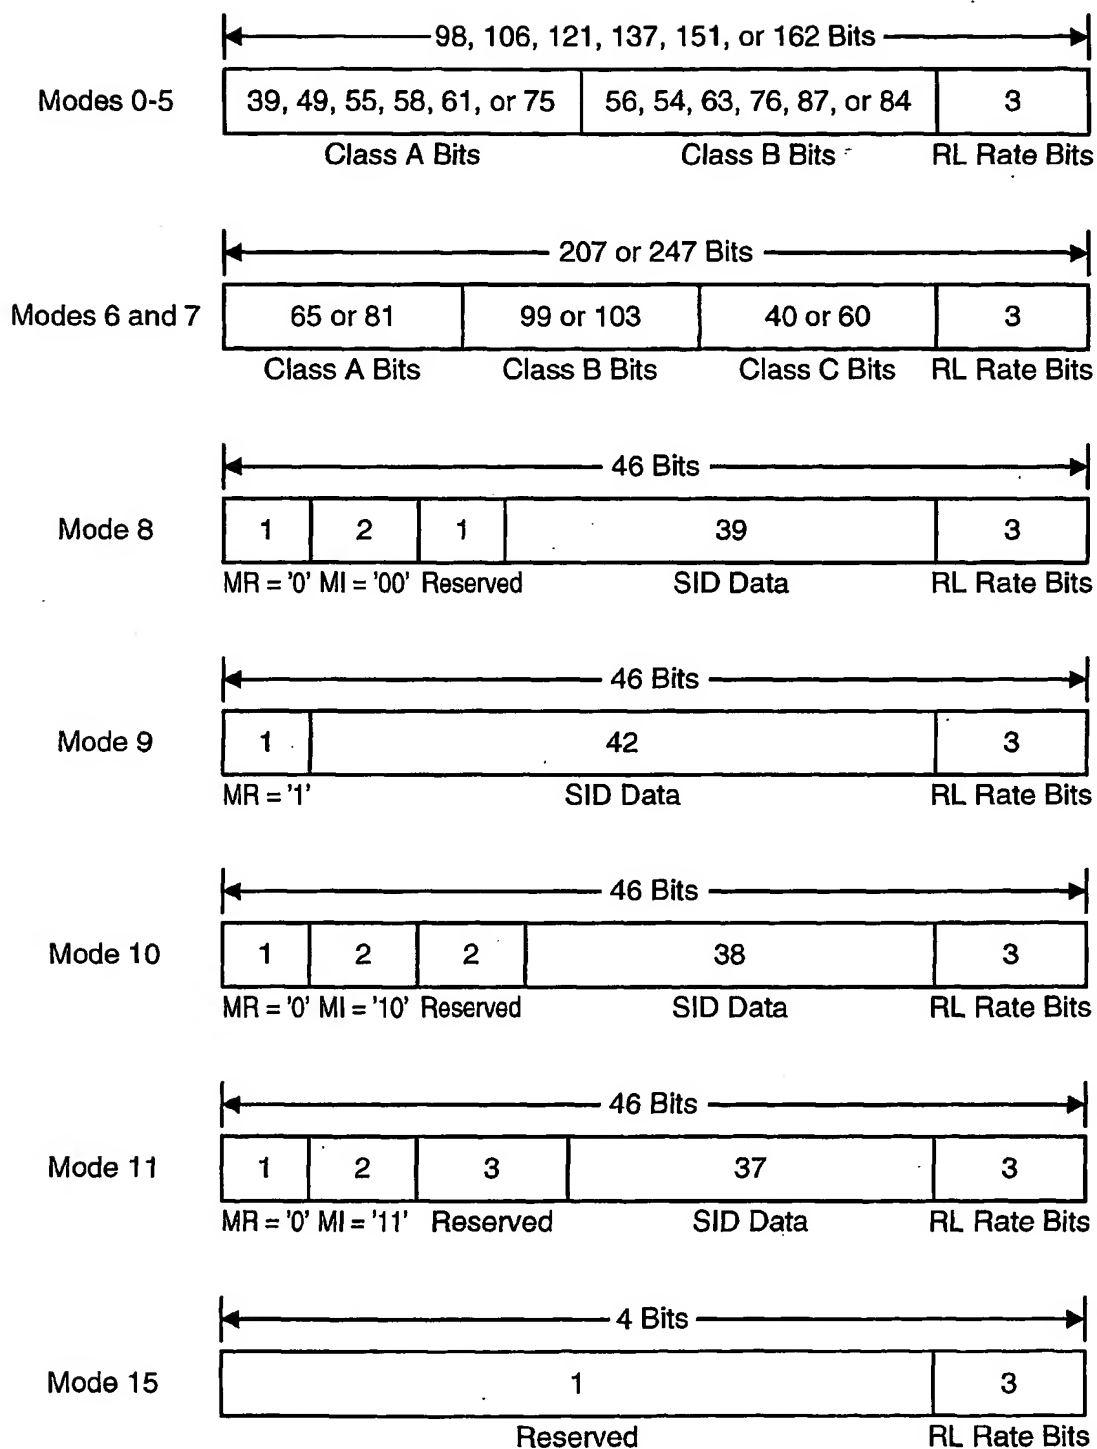 98, 106, 121, 137, 151, or 162 Bits
Modes 0-5
39, 49, 55, 58, 61, or 75
56, 54, 63, 76, 87, or 84
3
Class A Bits
Class B Bits
RL Rate Bits
207 or 247 Bits
Modes 6 and 7
65 or 81
99 or 103
40 or 60
3
Class A Bits
Class B Bits
Class C Bits
RL Rate Bits
46 Bits
Mode 8
1
2
1
39
3
MR = '0'
MI = '00'
Reserved
SID Data
RL Rate Bits
46 Bits
Mode 9
1
42
3
MR = '1'
SID Data
RL Rate Bits
46 Bits
Mode 10
1
2
2
38
3
MR = '0'
MI = '10'
Reserved
SID Data
RL Rate Bits
46 Bits
Mode 11
1
2
3
37
3
MR = '0'
MI = '11'
Reserved
SID Data
RL Rate Bits
4 Bits
Mode 15
1
3
Reserved
RL Rate Bits